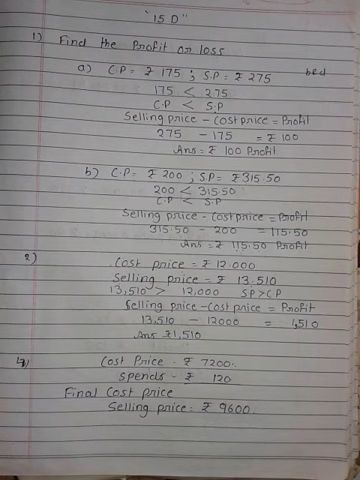 "15 D"
1) Find the Profit or loss
a) C.P = ₹ 175 ; S.P = ₹ 275
175 < 275
C.P < S.P
Selling price - Cost price = Profit
275 - 175 = ₹ 100
Ans = ₹ 100 Profit
b) C.P = ₹ 200 ; S.P = ₹ 315.50
200 < 315.50
C.P < S.P
Selling price - cost price = Profit
315.50 - 200 = 115.50
Ans = ₹ 115.50 Profit
2) Cost price = ₹ 12.000
Selling price - ₹ 13.510
13,510 > 12,000 SP > CP
Selling price - Cost price = Profit
13,510 - 12000 = 1,510
Ans ₹1,510
4) Cost Price - ₹ 7200.
Spends - ₹ 120
Final Cost price
Selling price = ₹ 9600.